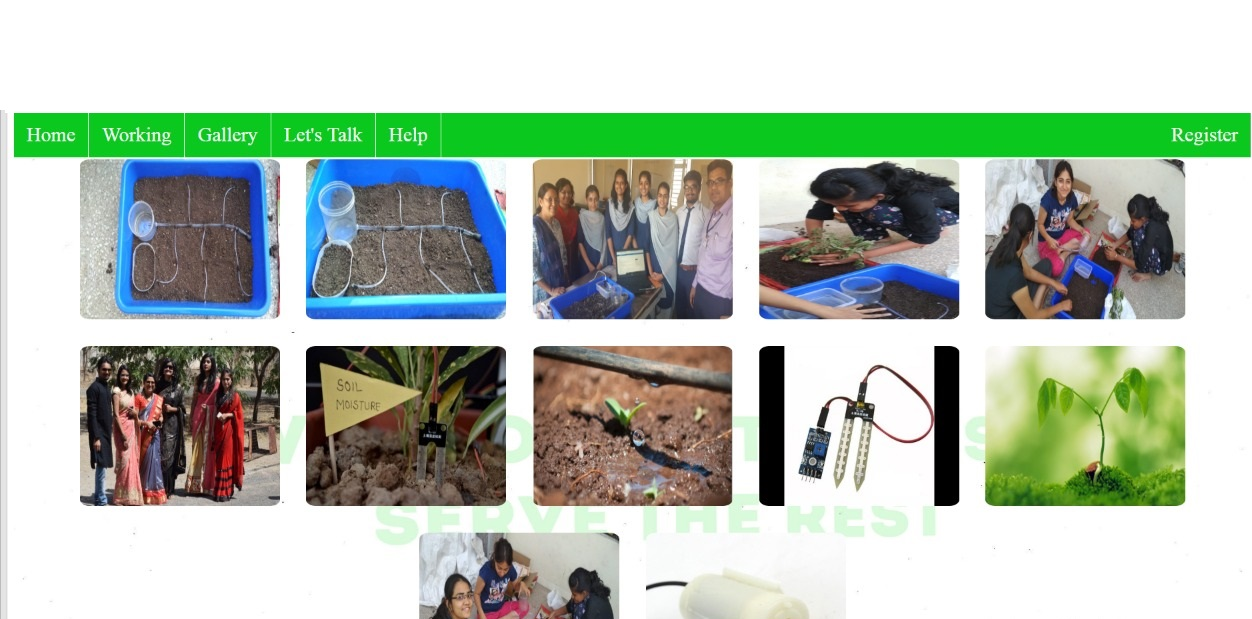 Home Working Gallery Let's Talk Help Register
SOIL
MOISTURE
SERVE THE REST